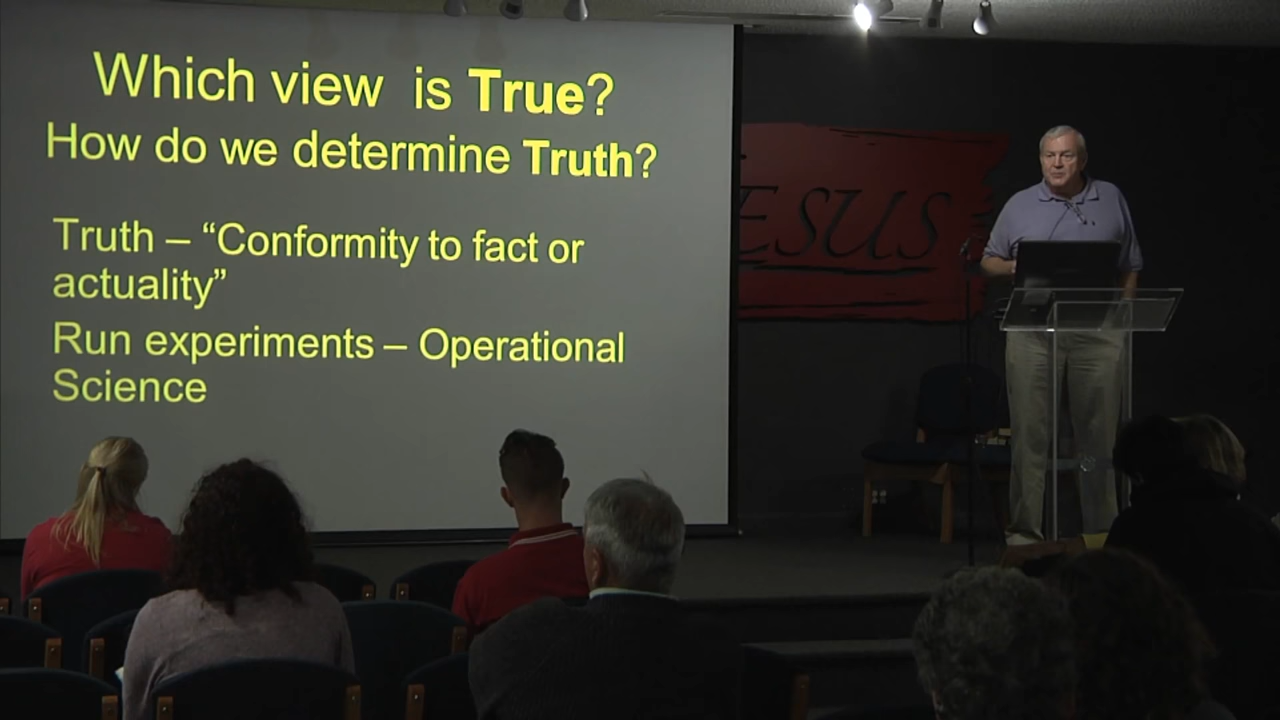 Which view is True?
How do we determine Truth?
Truth – “Conformity to fact or
actuality”
Run experiments – Operational
Science
ESUS